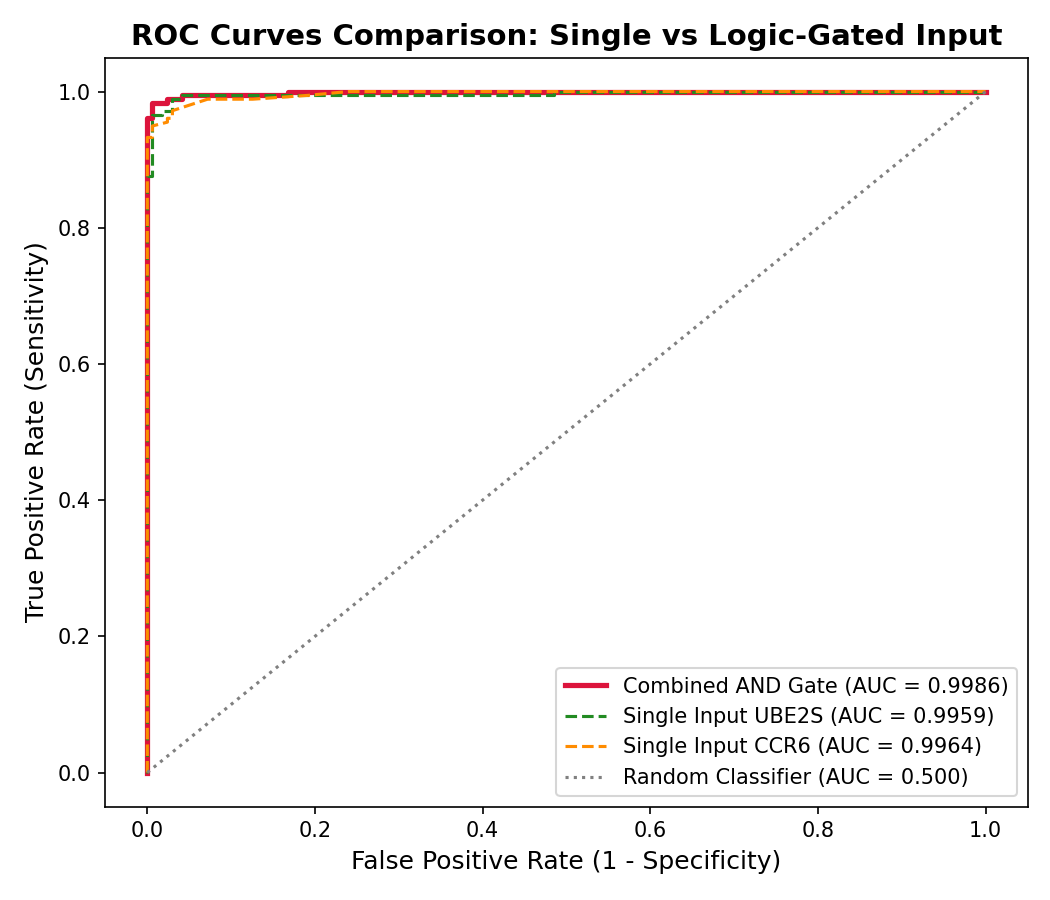 ROC Curves Comparison: Single vs Logic-Gated Input
True Positive Rate (Sensitivity)
1.0
0.8
0.6
0.4
0.2
0.0
Combined AND Gate (AUC = 0.9986)
Single Input UBE2S (AUC = 0.9959)
Single Input CCR6 (AUC = 0.9964)
Random Classifier (AUC = 0.500)
0.0 0.2 0.4 0.6 0.8 1.0
False Positive Rate (1 - Specificity)